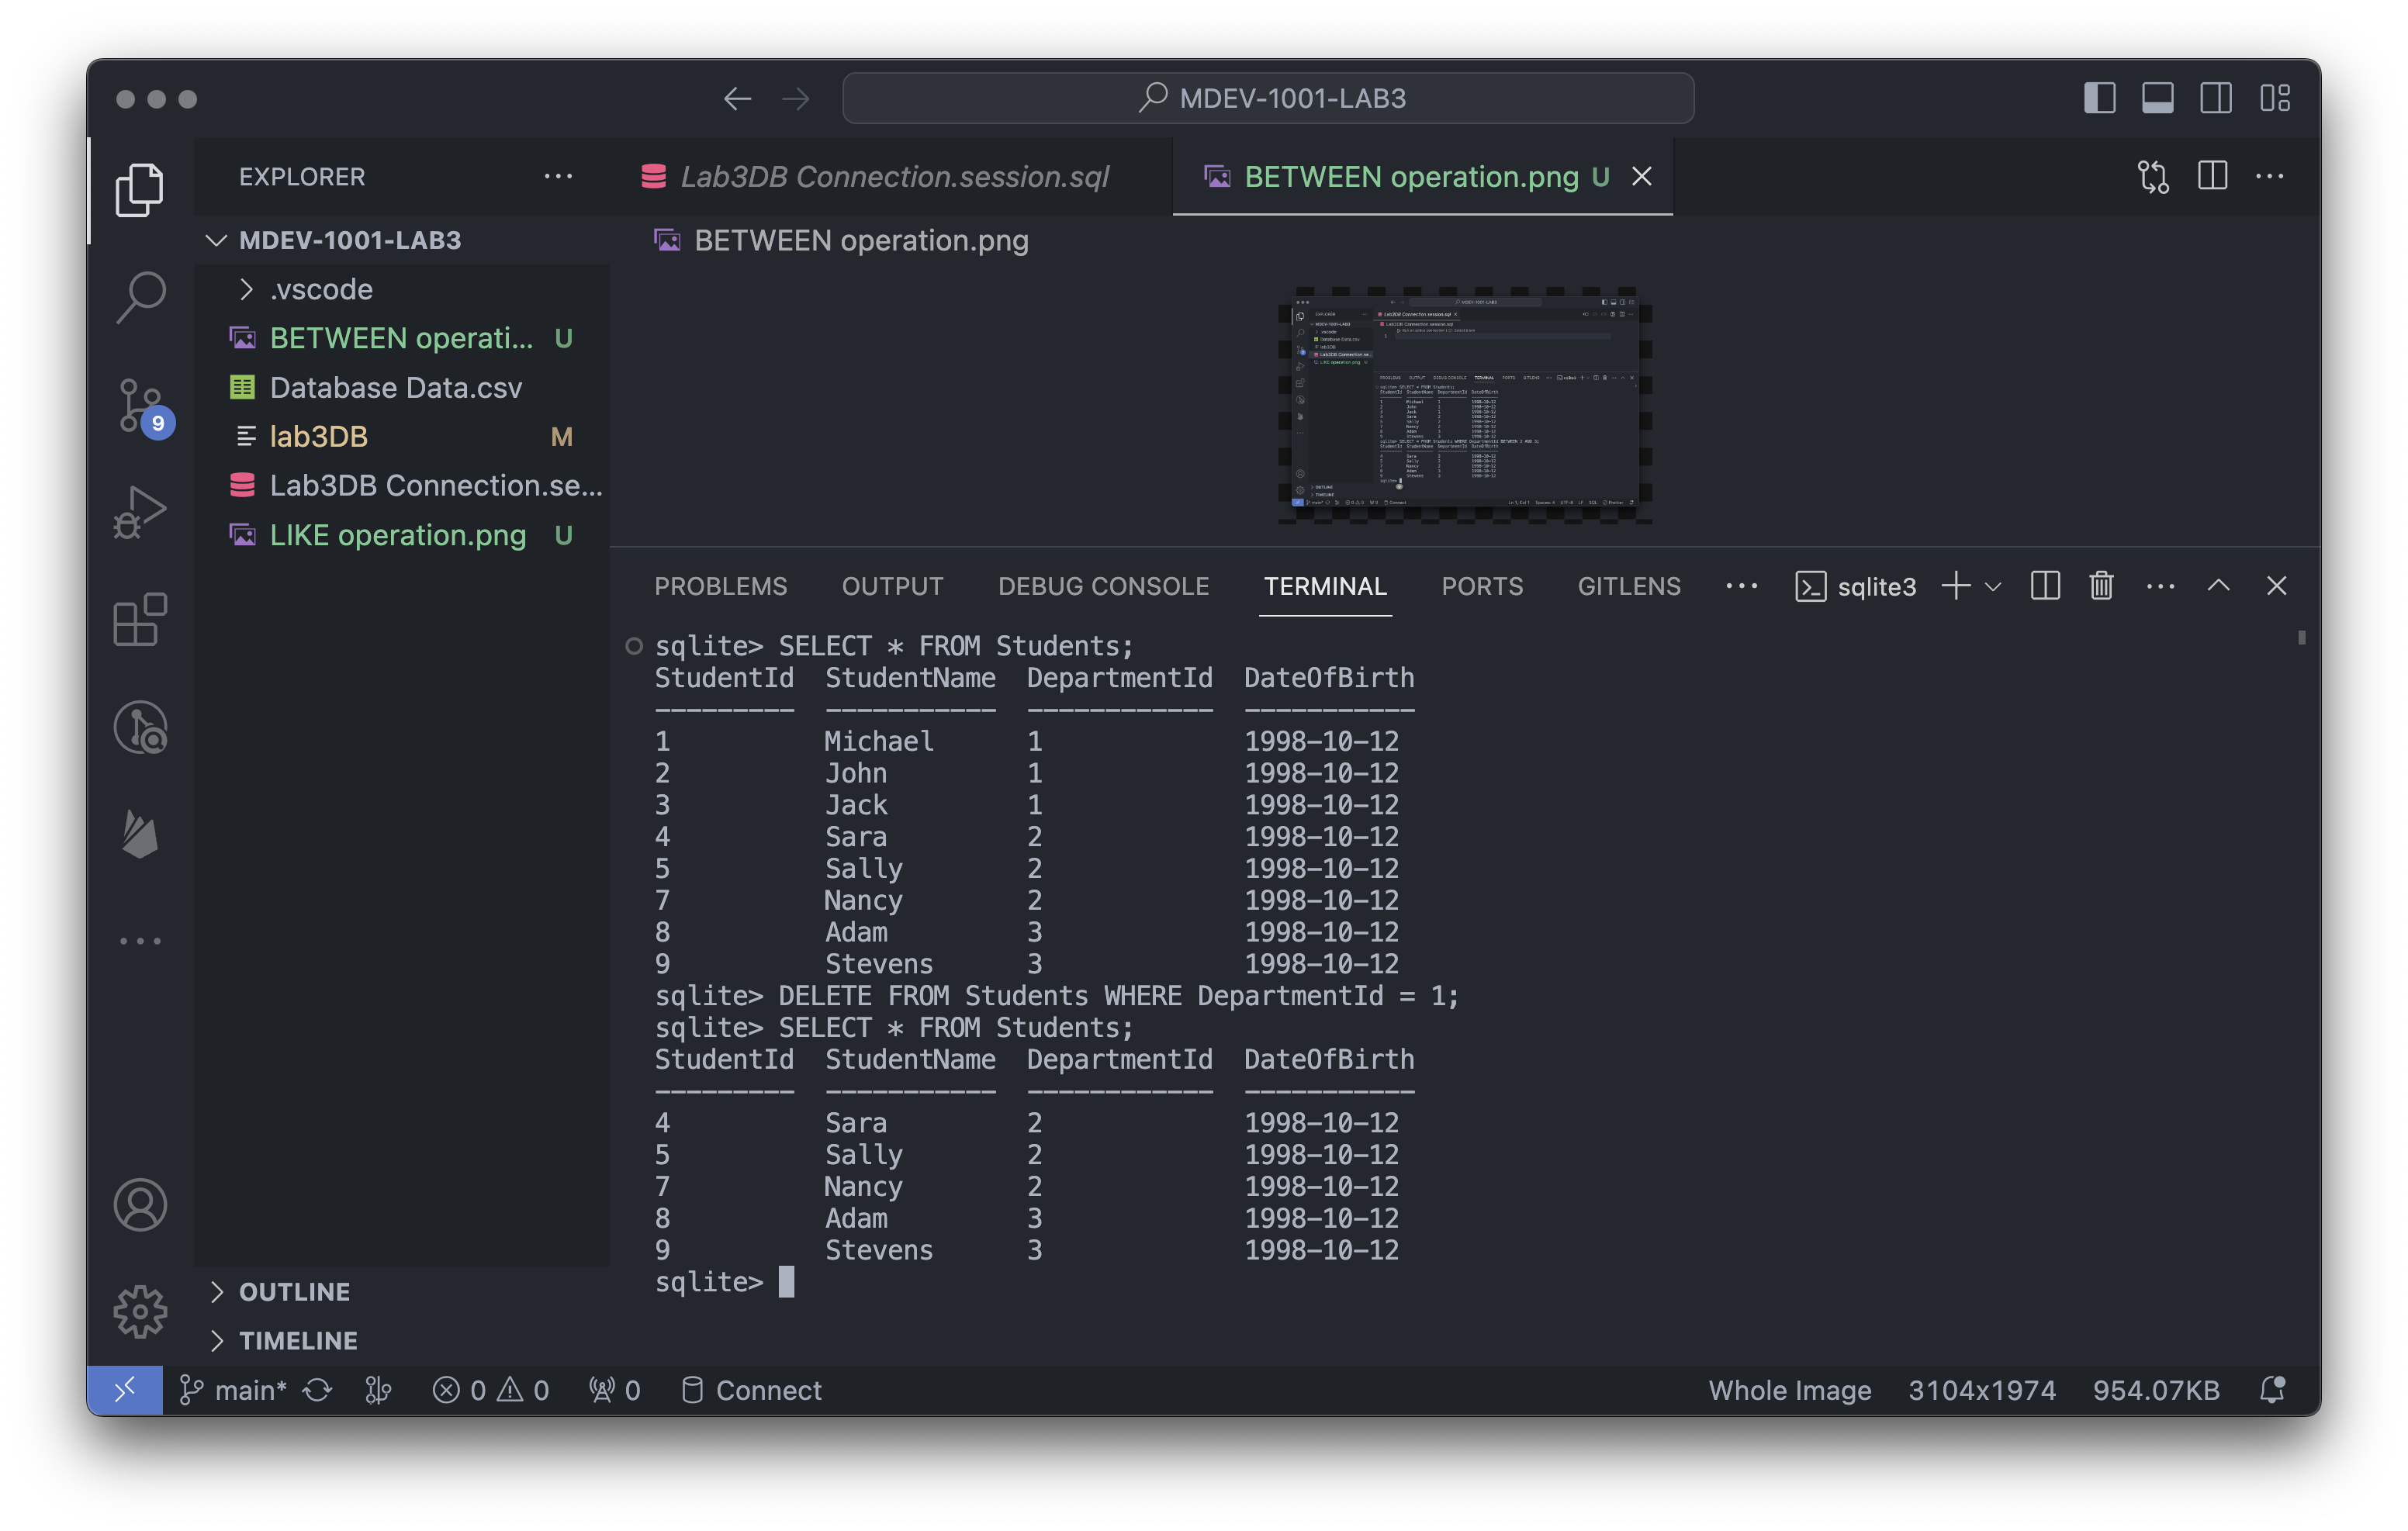 MDEV-1001-LAB3
EXPLORER
Lab3DB Connection.session.sql
BETWEEN operation.png U
MDEV-1001-LAB3
BETWEEN operation.png
.vscode
BETWEEN operati... U
Database Data.csv
9
lab3DB M
Lab3DB Connection.se...
LIKE operation.png U
PROBLEMS OUTPUT DEBUG CONSOLE TERMINAL PORTS GITLENS sqlite3
sqlite> SELECT * FROM Students;
StudentId StudentName DepartmentId DateOfBirth
--------- ----------- ------------ -----------
1 Michael 1 1998-10-12
2 John 1 1998-10-12
3 Jack 1 1998-10-12
4 Sara 2 1998-10-12
5 Sally 2 1998-10-12
7 Nancy 2 1998-10-12
8 Adam 3 1998-10-12
9 Stevens 3 1998-10-12
sqlite> DELETE FROM Students WHERE DepartmentId = 1;
sqlite> SELECT * FROM Students;
StudentId StudentName DepartmentId DateOfBirth
--------- ----------- ------------ -----------
4 Sara 2 1998-10-12
5 Sally 2 1998-10-12
7 Nancy 2 1998-10-12
8 Adam 3 1998-10-12
9 Stevens 3 1998-10-12
sqlite>
OUTLINE
TIMELINE
main* 0 0 0 Connect Whole Image 3104x1974 954.07KB